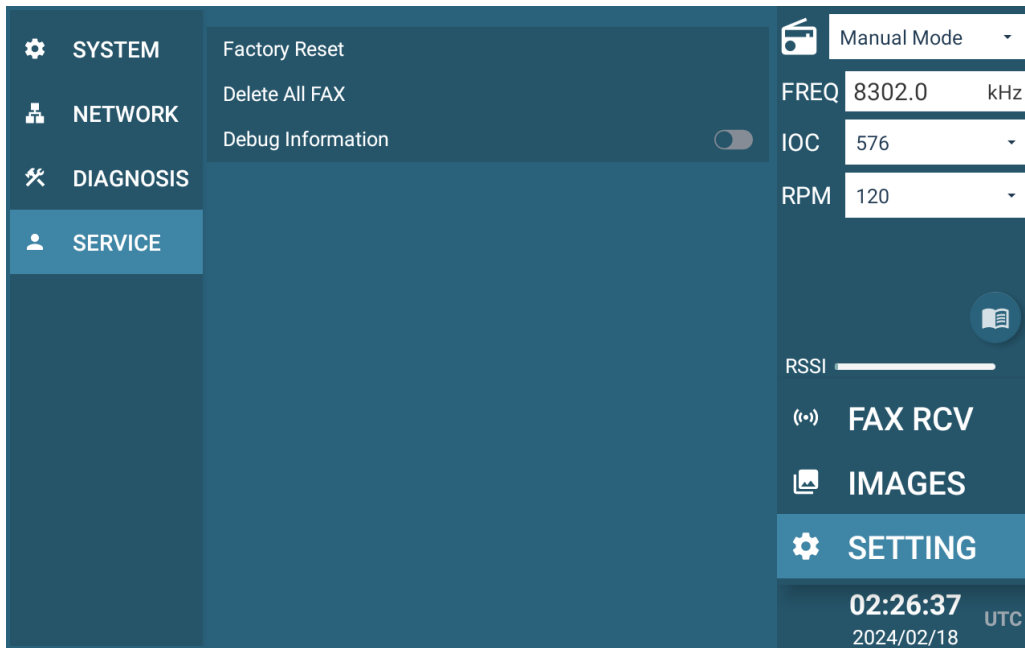 SYSTEM
NETWORK
DIAGNOSIS
SERVICE
Factory Reset
Delete All FAX
Debug Information
Manual Mode
FREQ 8302.0 kHz
IOC 576
RPM 120
RSSI
FAX RCV
IMAGES
SETTING
02:26:37 UTC
2024/02/18